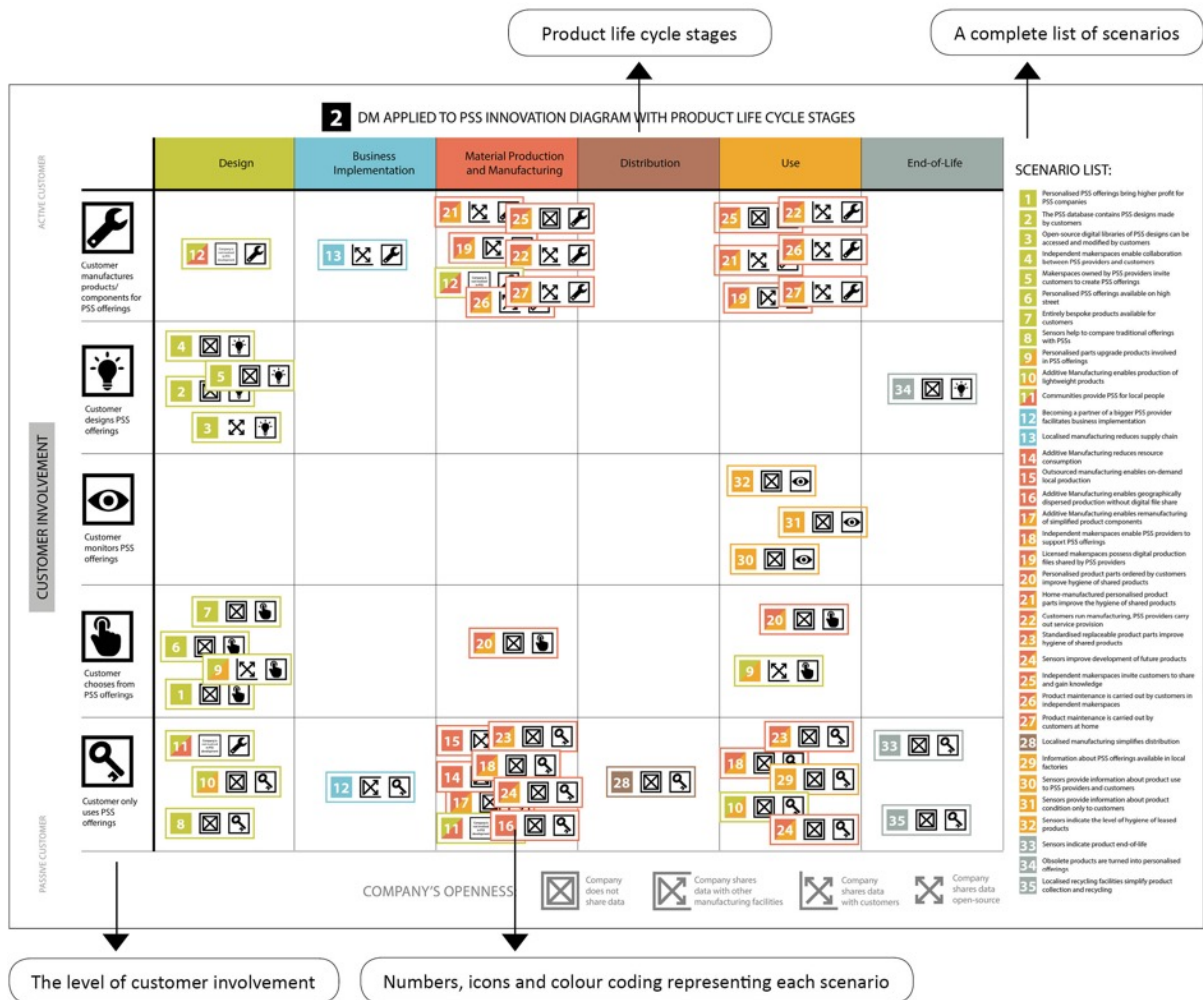 Product life cycle stages
A complete list of scenarios
2 DM APPLIED TO PSS INNOVATION DIAGRAM WITH PRODUCT LIFE CYCLE STAGES
ACTIVE CUSTOMER
Design
Business
Implementation
Material Production
and Manufacturing
Distribution
Use
End-of-Life
CUSTOMER INVOLVEMENT
Customer
manufactures
products/
components for
PSS offerings
12
13
21
25
19
22
12
27
26
25
22
21
26
19
27
Customer
designs PSS
offerings
4
5
2
3
34
Customer
monitors PSS
offerings
32
31
30
Customer
chooses from
PSS offerings
7
6
9
1
20
20
9
Customer only
uses PSS
offerings
11
10
8
12
15
23
18
14
24
17
11
16
28
23
18
29
10
24
33
35
PASSIVE CUSTOMER
COMPANY'S OPENNESS
Company
does not
share data
Company shares
data with other
manufacturing facilities
Company
shares data
with customers
Company
shares data
open-source
SCENARIO LIST:
1 Personalised PSS offerings bring higher profit for
PSS companies
2 The PSS database contains PSS designs made
by customers
3 Open-source digital libraries of PSS designs can be
accessed and modified by customers
4 Independent makerspaces enable collaboration
between PSS providers and customers
5 Makerspaces owned by PSS providers invite
customers to create PSS offerings
6 Personalised PSS offerings available on high
street
7 Entirely bespoke products available for
customers
8 Sensors help to compare traditional offerings
with PSSs
9 Personalised parts upgrade products involved
in PSS offerings
10 Additive Manufacturing enables production of
lightweight products
11 Communities provide PSS for local people
12 Becoming a partner of a bigger PSS provider
facilitates business implementation
13 Localised manufacturing reduces supply chain
14 Additive Manufacturing reduces resource
consumption
15 Outsourced manufacturing enables on-demand
local production
16 Additive Manufacturing enables geographically
dispersed production without digital file share
17 Additive Manufacturing enables remanufacturing
of simplified product components
18 Independent makerspaces enable PSS providers to
support PSS offerings
19 Licensed makerspaces possess digital production
files shared by PSS providers
20 Personalised product parts ordered by customers
improve hygiene of shared products
21 Home-manufactured personalised product
parts improve the hygiene of shared products
22 Customers run manufacturing, PSS providers carry
out service provision
23 Standardised replaceable product parts improve
hygiene of shared products
24 Sensors improve development of future products
25 Independent makerspaces invite customers to share
and gain knowledge
26 Product maintenance is carried out by customers in
independent makerspaces
27 Product maintenance is carried out by
customers at home
28 Localised manufacturing simplifies distribution
29 Information about PSS offerings available in local
factories
30 Sensors provide information about product use
to PSS providers and customers
31 Sensors provide information about product
condition only to customers
32 Sensors indicate the level of hygiene of leased
products
33 Sensors indicate product end-of-life
34 Obsolete products are turned into personalised
offerings
35 Localised recycling facilities simplify product
collection and recycling
The level of customer involvement
Numbers, icons and colour coding representing each scenario